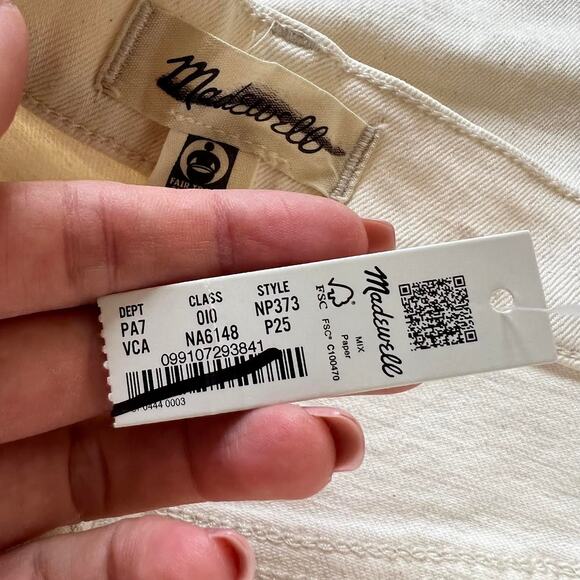 Madewell
FAIR
DEPT CLASS STYLE
PA7 010 NP373
VCA NA6148 P25
099107293841
0444 0003
FSC
FSC® C100470
MIX
Paper
Madewell